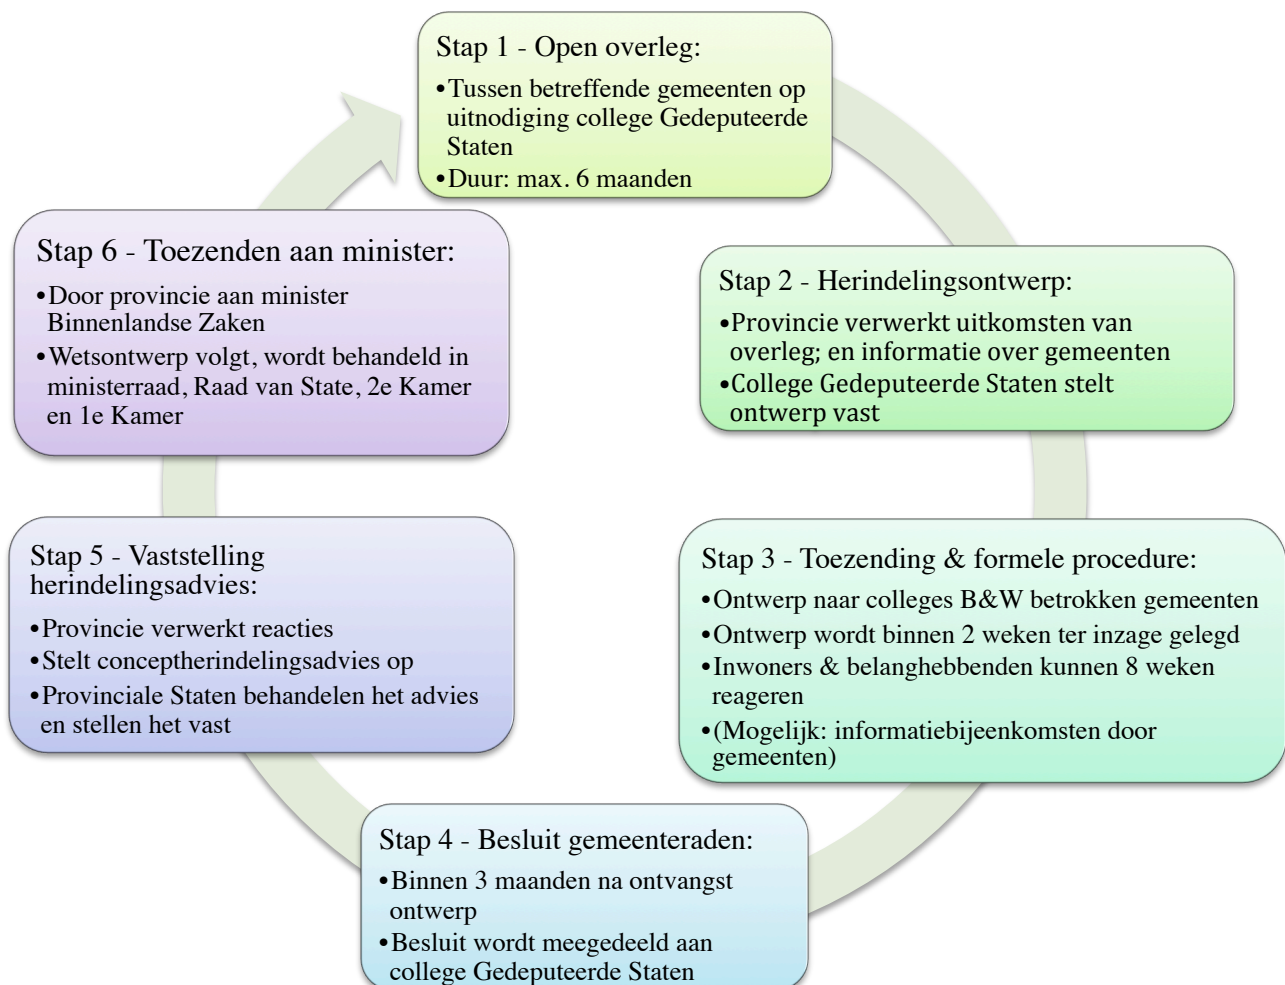 Stap 1 - Open overleg:
•Tussen betreffende gemeenten op
uitnodiging college Gedeputeerde
Staten
•Duur: max. 6 maanden
Stap 2 - Herindelingsontwerp:
•Provincie verwerkt uitkomsten van
overleg; en informatie over gemeenten
•College Gedeputeerde Staten stelt
ontwerp vast
Stap 3 - Toezending & formele procedure:
•Ontwerp naar colleges B&W betrokken gemeenten
•Ontwerp wordt binnen 2 weken ter inzage gelegd
•Inwoners & belanghebbenden kunnen 8 weken
reageren
•(Mogelijk: informatiebijeenkomsten door
gemeenten)
Stap 4 - Besluit gemeenteraden:
•Binnen 3 maanden na ontvangst
ontwerp
•Besluit wordt meegedeeld aan
college Gedeputeerde Staten
Stap 5 - Vaststelling
herindelingsadvies:
•Provincie verwerkt reacties
•Stelt conceptherindelingsadvies op
•Provinciale Staten behandelen het advies
en stellen het vast
Stap 6 - Toezenden aan minister:
•Door provincie aan minister
Binnenlandse Zaken
•Wetsontwerp volgt, wordt behandeld in
ministerraad, Raad van State, 2e Kamer
en 1e Kamer